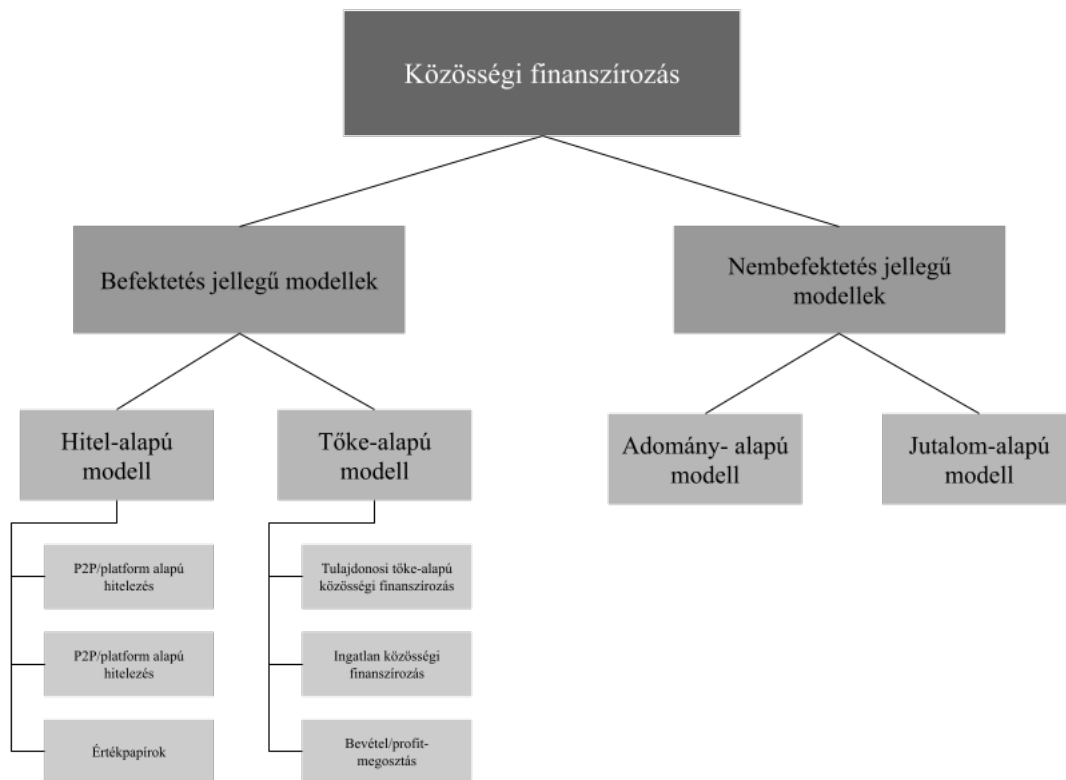 Közösségi finanszírozás
Befektetés jellegű modellek
Nembefektetés jellegű
modellek
Hitel-alapú
modell
Tőke-alapú
modell
Adomány- alapú
modell
Jutalom-alapú
modell
P2P/platform alapú
hitelezés
P2P/platform alapú
hitelezés
Értékpapírok
Tulajdonosi tőke-alapú
közösségi finanszírozás
Ingatlan közösségi
finanszírozás
Bevétel/profit-
megosztás